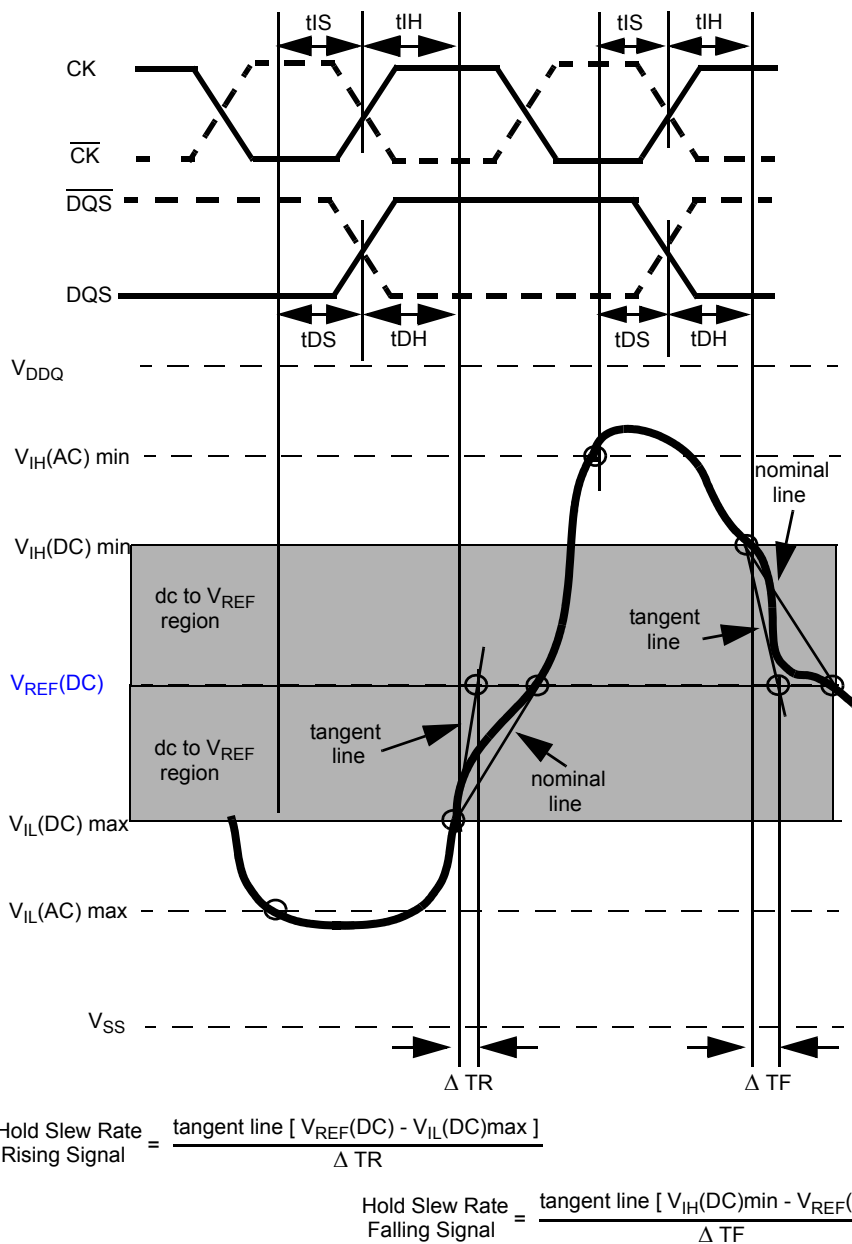 tIS tIH tIS tIH
CK
CK
DQS
DQS
tDS tDH tDS tDH
VDDQ
VIH(AC) min
nominal
line
VIH(DC) min
dc to VREF
region
tangent
line
VREF(DC)
tangent
line
dc to VREF
region
nominal
line
VIL(DC) max
VIL(AC) max
VSS
Δ TR Δ TF
Hold Slew Rate
Rising Signal
= tangent line [ VREF(DC) - VIL(DC)max ]
Δ TR
Hold Slew Rate
Falling Signal
= tangent line [ VIH(DC)min - VREF(
Δ TF